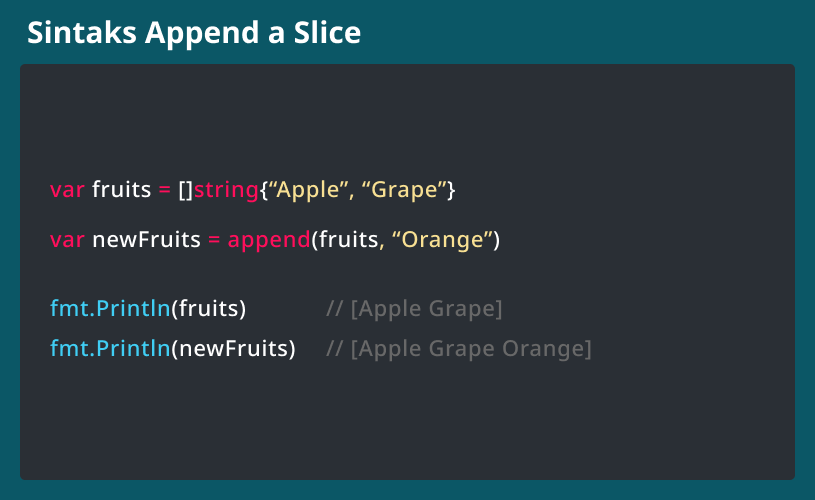 Sintaks Append a Slice
var fruits = []string{“Apple”, “Grape”}
var newFruits = append(fruits, “Orange”)
fmt.Println(fruits) // [Apple Grape]
fmt.Println(newFruits) // [Apple Grape Orange]